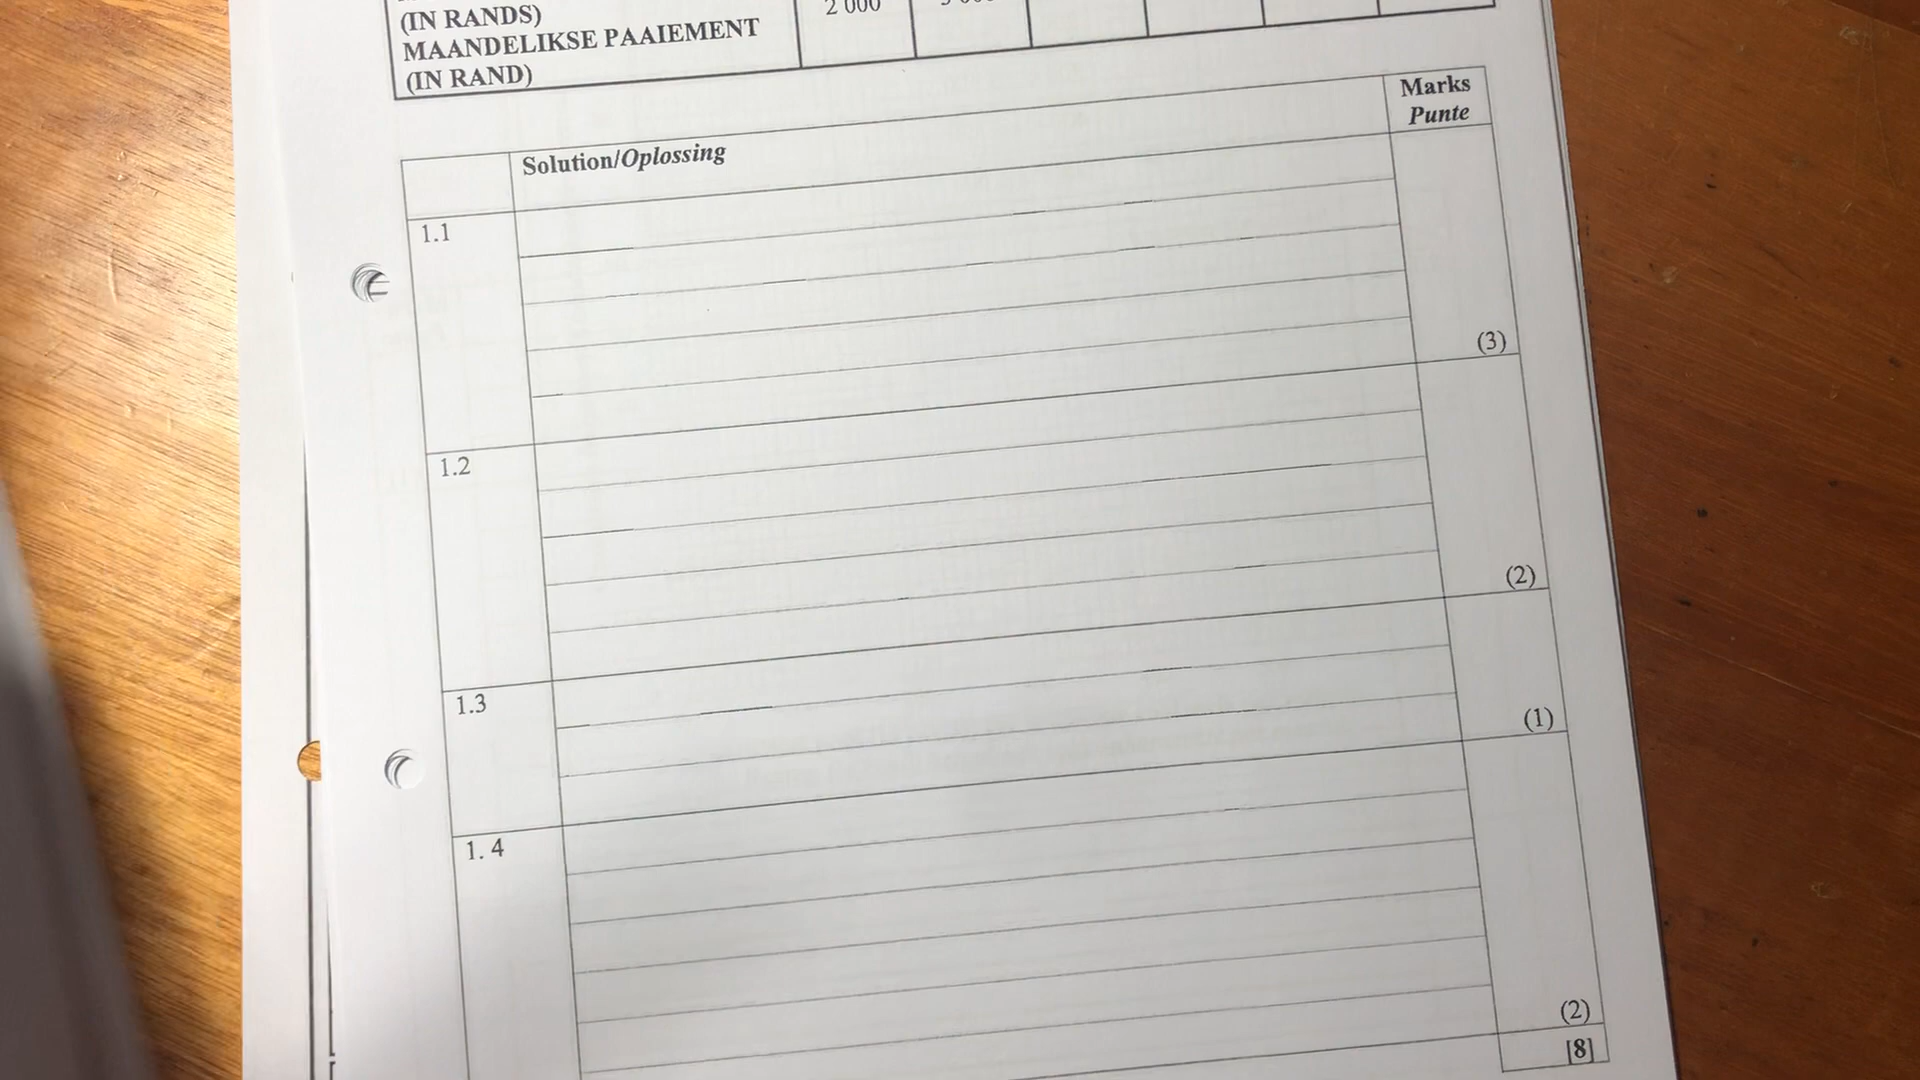 (IN RANDS)
MAANDELIKSE PAAIEMENT
(IN RAND)
2 000
Marks
Punte
Solution/Oplossing
1.1
(3)
1.2
(2)
1.3
(1)
1. 4
(2)
[8]